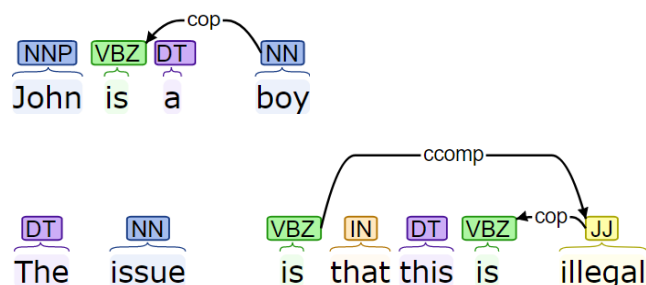 cop
NNP VBZ DT NN
John is a boy
ccomp
DT NN VBZ IN DT VBZ cop JJ
The issue is that this is illegal